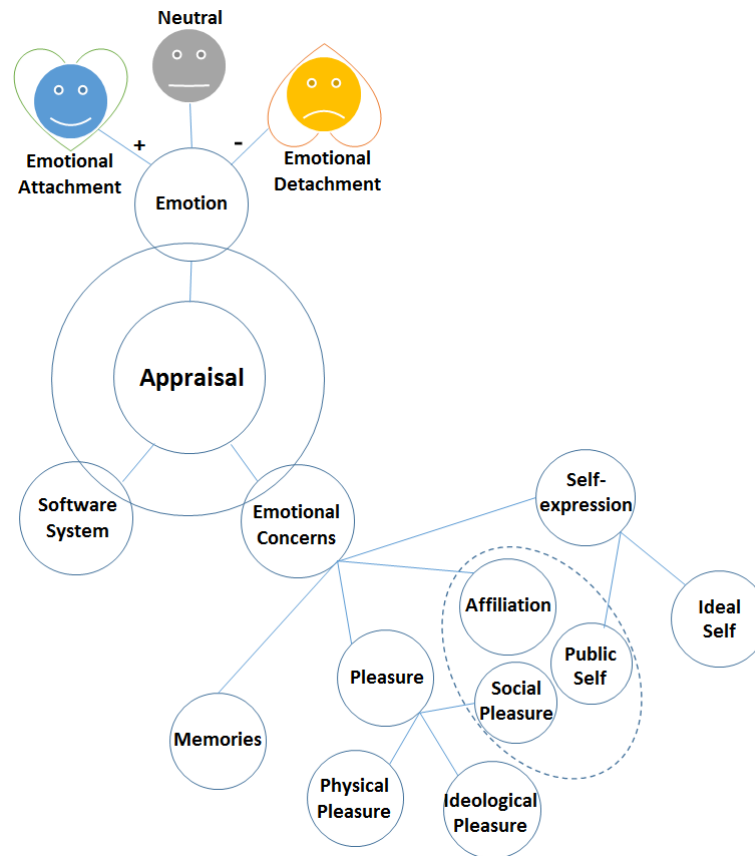 Neutral
+
-
Emotional
Attachment
Emotional
Detachment
Emotion
Appraisal
Software
System
Emotional
Concerns
Self-
expression
Affiliation
Ideal
Self
Public
Self
Pleasure
Social
Pleasure
Memories
Physical
Pleasure
Ideological
Pleasure